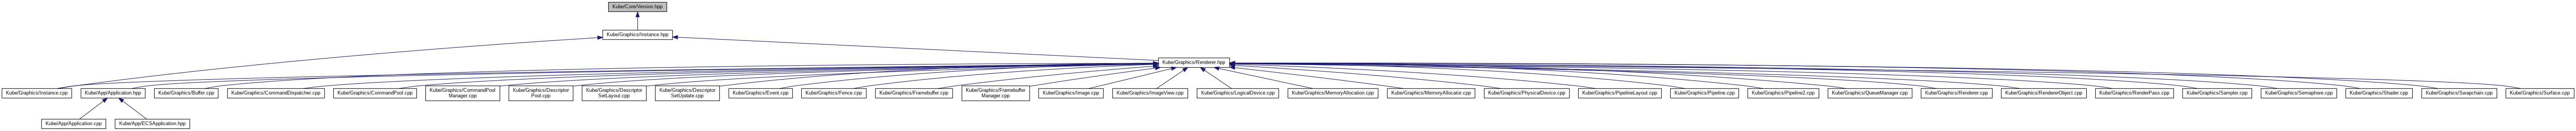 Kube/Core/Version.hpp
Kube/Graphics/Instance.hpp
Kube/Graphics/Renderer.hpp
Kube/Graphics/Instance.cpp
Kube/App/Application.hpp
Kube/Graphics/Buffer.cpp
Kube/Graphics/CommandDispatcher.cpp
Kube/Graphics/CommandPool.cpp
Kube/Graphics/CommandPool
Manager.cpp
Kube/Graphics/Descriptor
Pool.cpp
Kube/Graphics/Descriptor
SetLayout.cpp
Kube/Graphics/Descriptor
SetUpdate.cpp
Kube/Graphics/Event.cpp
Kube/Graphics/Fence.cpp
Kube/Graphics/Framebuffer.cpp
Kube/Graphics/Framebuffer
Manager.cpp
Kube/Graphics/Image.cpp
Kube/Graphics/ImageView.cpp
Kube/Graphics/LogicalDevice.cpp
Kube/Graphics/MemoryAllocation.cpp
Kube/Graphics/MemoryAllocator.cpp
Kube/Graphics/PhysicalDevice.cpp
Kube/Graphics/PipelineLayout.cpp
Kube/Graphics/Pipeline.cpp
Kube/Graphics/Pipeline2.cpp
Kube/Graphics/QueueManager.cpp
Kube/Graphics/Renderer.cpp
Kube/Graphics/RendererObject.cpp
Kube/Graphics/RenderPass.cpp
Kube/Graphics/Sampler.cpp
Kube/Graphics/Semaphore.cpp
Kube/Graphics/Shader.cpp
Kube/Graphics/Swapchain.cpp
Kube/Graphics/Surface.cpp
Kube/App/Application.cpp
Kube/App/ECSApplication.hpp